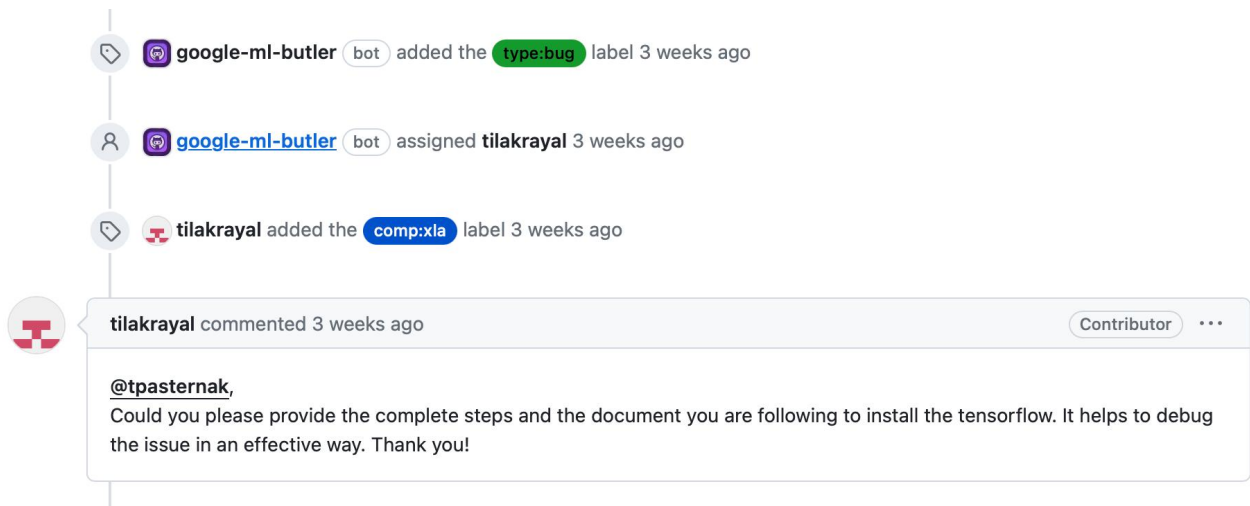 google-ml-butler bot added the type:bug label 3 weeks ago
google-ml-butler bot assigned tilakrayal 3 weeks ago
tilakrayal added the comp:xla label 3 weeks ago
tilakrayal commented 3 weeks ago Contributor ···
@tpasternak,
Could you please provide the complete steps and the document you are following to install the tensorflow. It helps to debug
the issue in an effective way. Thank you!